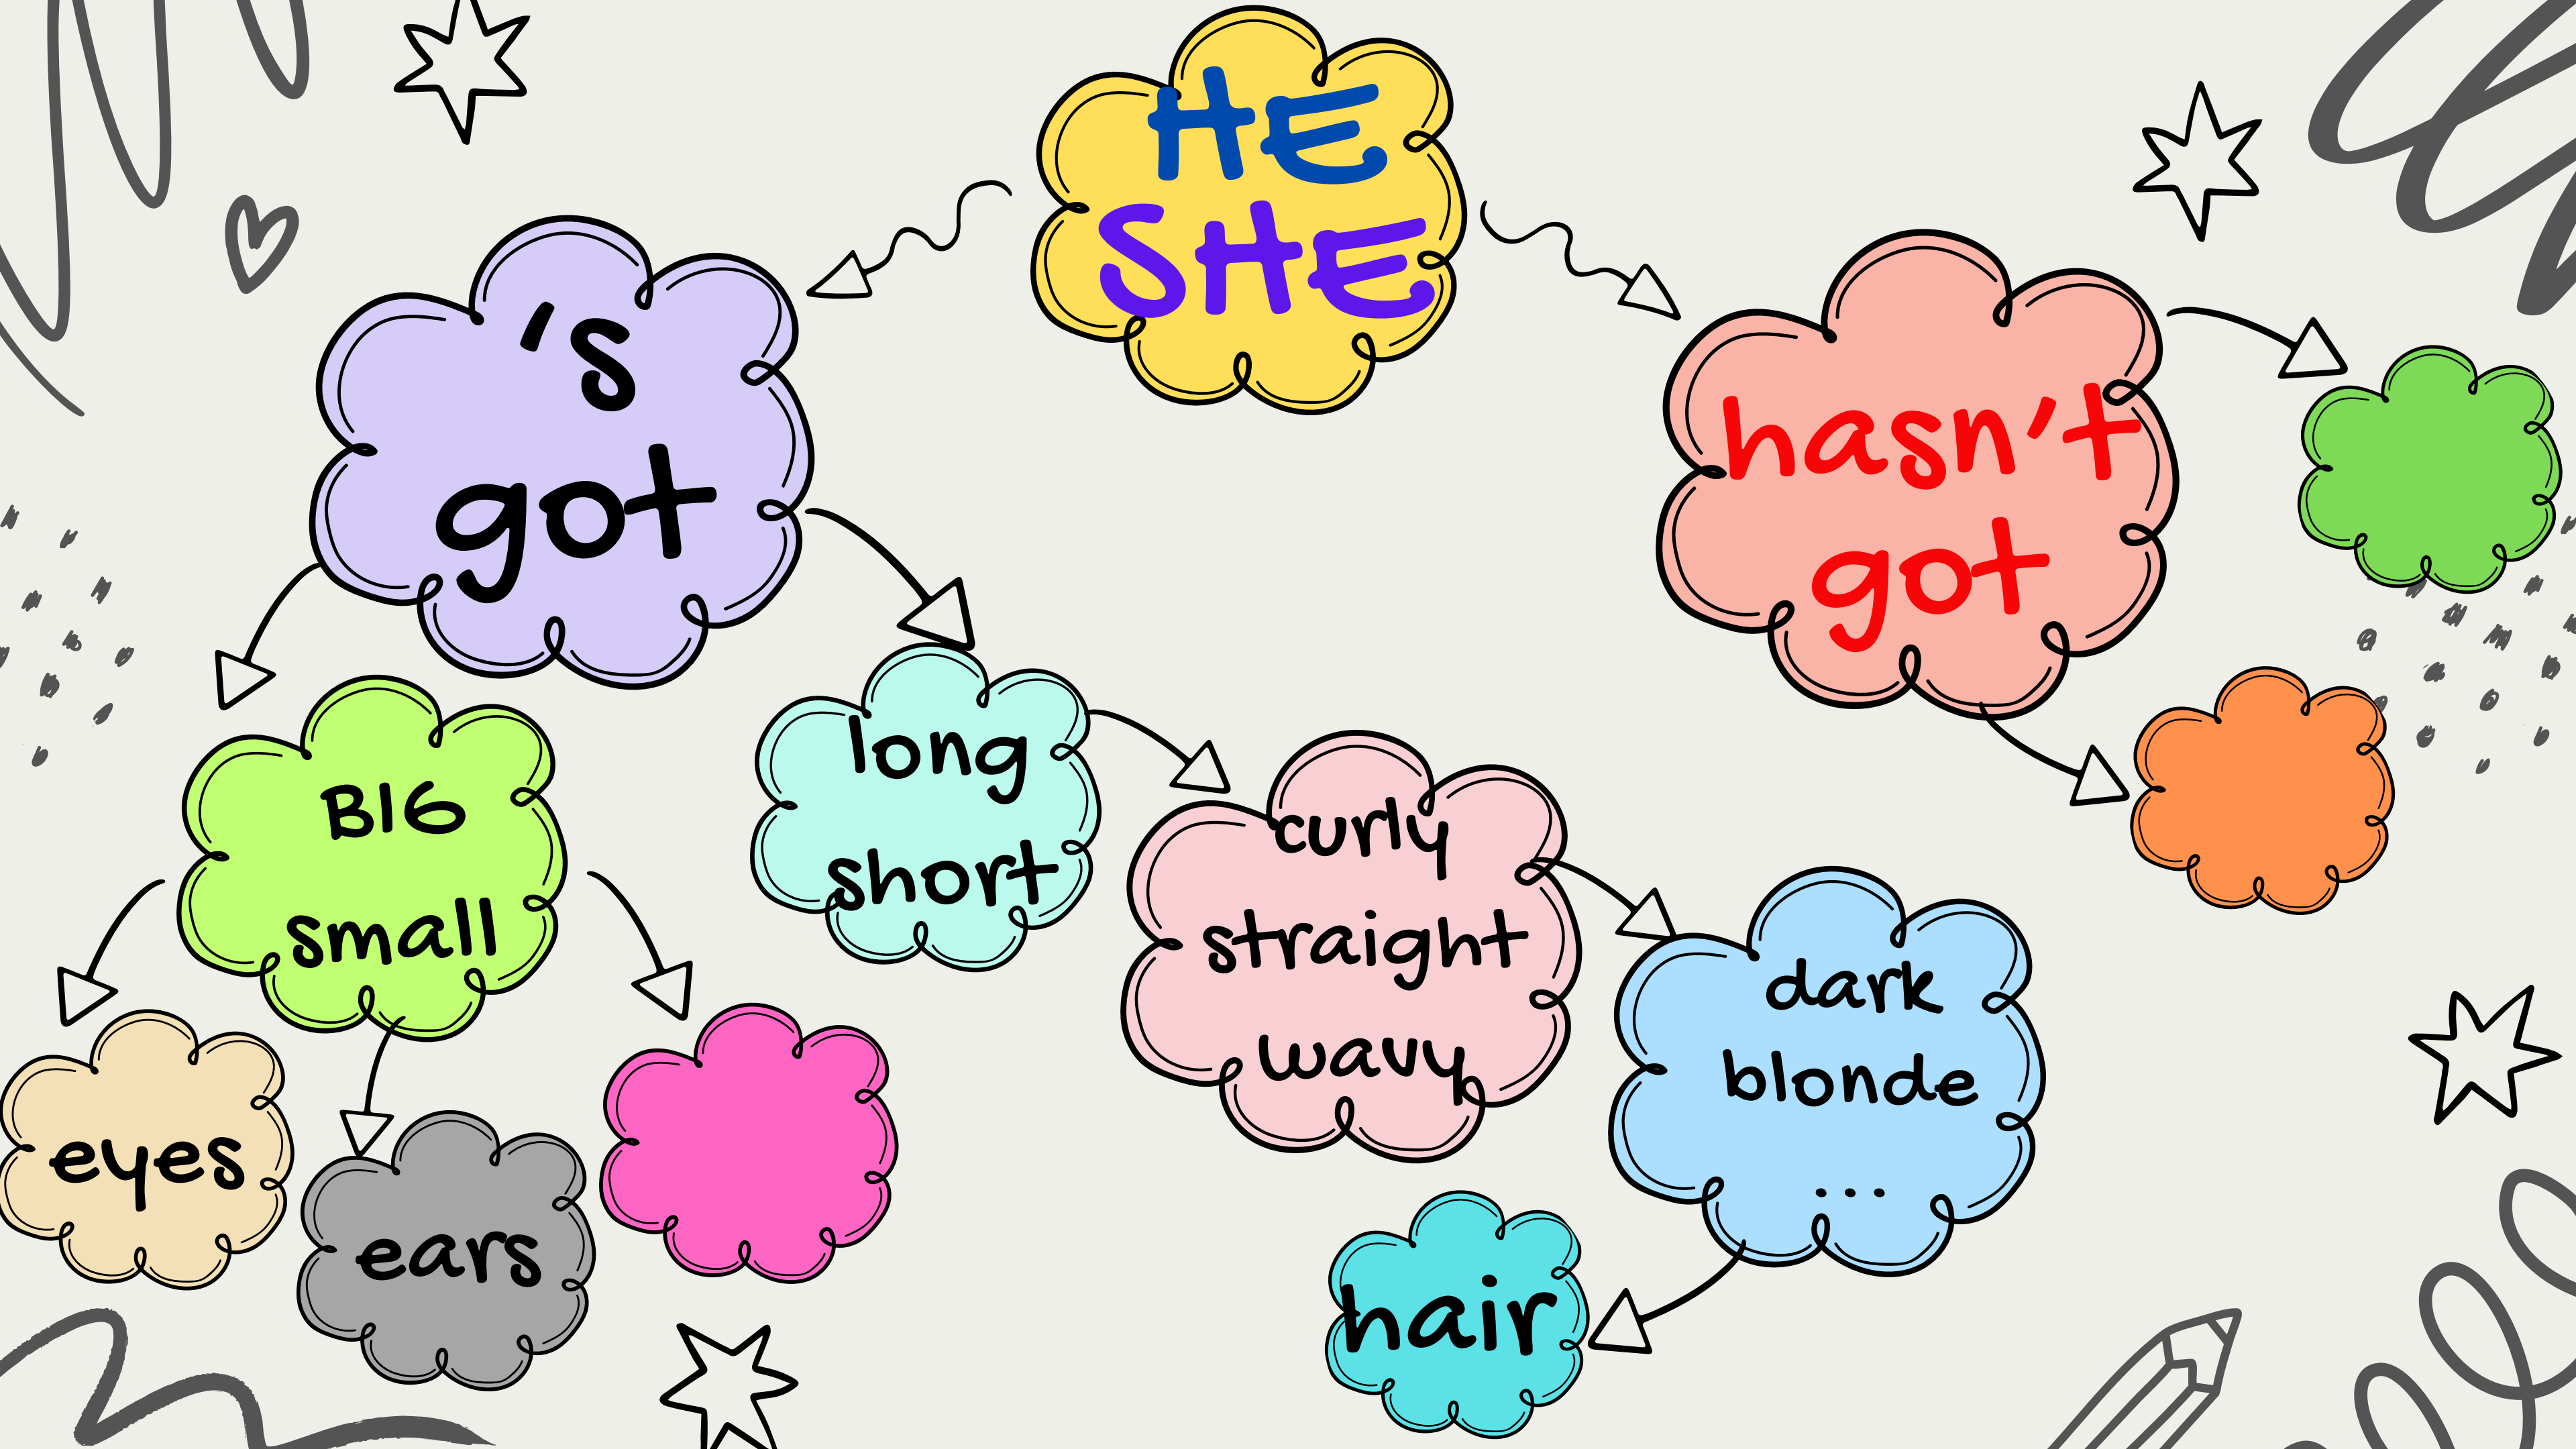 HE
SHE
's
got
hasn't
got
BIG
small
long
short
curly
straight
wavy
dark
blonde
...
eyes
ears
hair